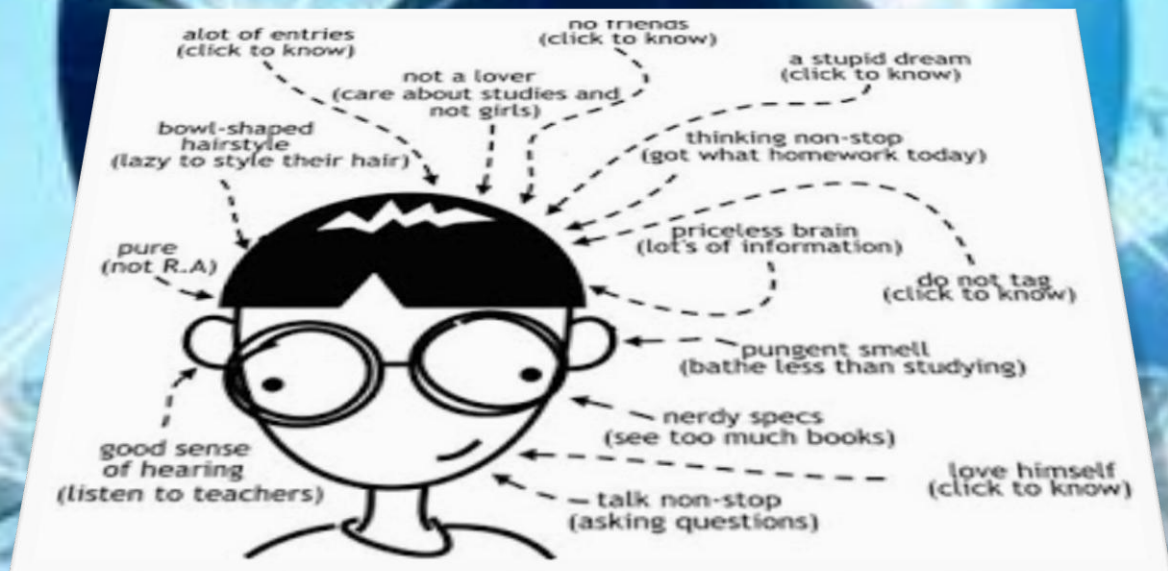 alot of entries
(click to know)
no friends
(click to know)
a stupid dream
(click to know)
not a lover
(care about studies and
not girls)
bowl-shaped
hairstyle
(lazy to style their hair)
thinking non-stop
(got what homework today)
priceless brain
(lot's of information)
pure
(not R.A)
do not tag
(click to know)
pungent smell
(bathe less than studying)
nerdy specs
(see too much books)
good sense
of hearing
(listen to teachers)
love himself
(click to know)
talk non-stop
(asking questions)